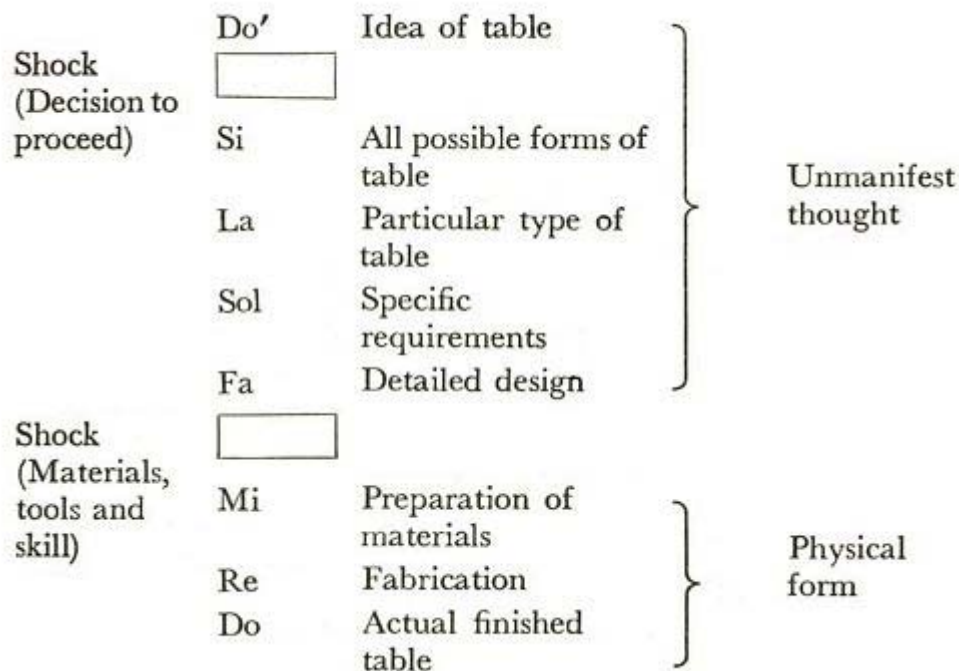 Do′ Idea of table
Shock
(Decision to
proceed)
Si All possible forms of
table
Unmanifest
thought
La Particular type of
table
Sol Specific
requirements
Fa Detailed design
Shock
(Materials,
tools and
skill)
Mi Preparation of
materials
Physical
form
Re Fabrication
Do Actual finished
table